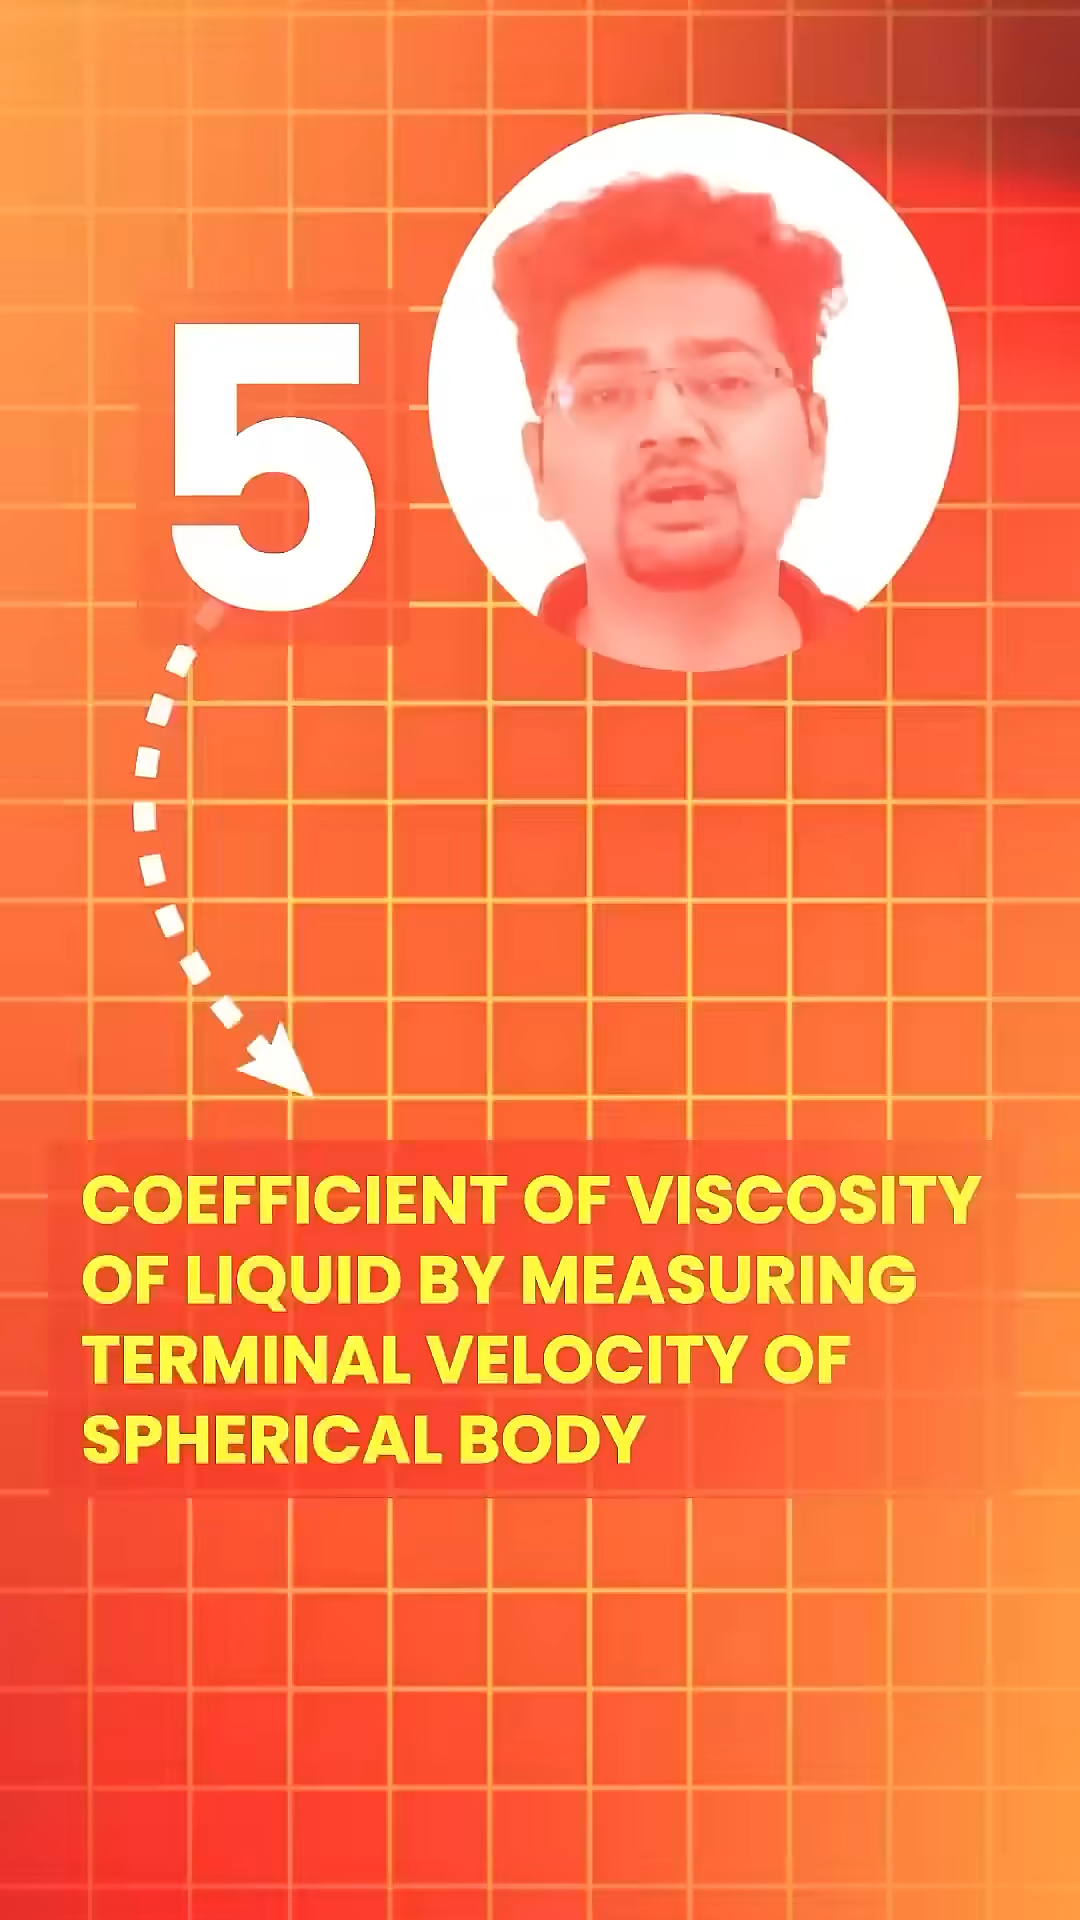 5
COEFFICIENT OF VISCOSITY
OF LIQUID BY MEASURING
TERMINAL VELOCITY OF
SPHERICAL BODY